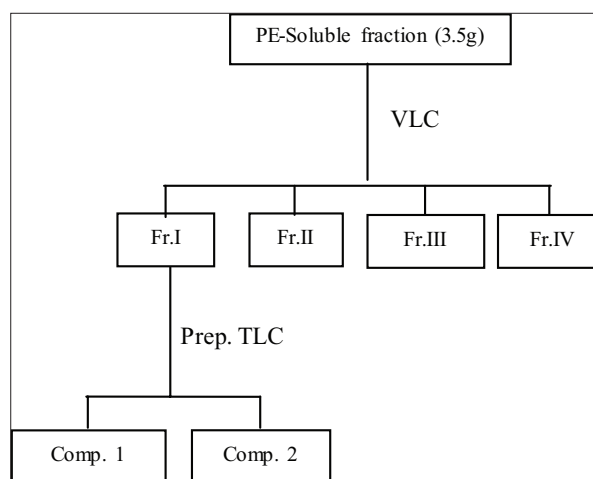 PE-Soluble fraction (3.5g)
VLC
Fr.I
Fr.II
Fr.III
Fr.IV
Prep. TLC
Comp. 1
Comp. 2